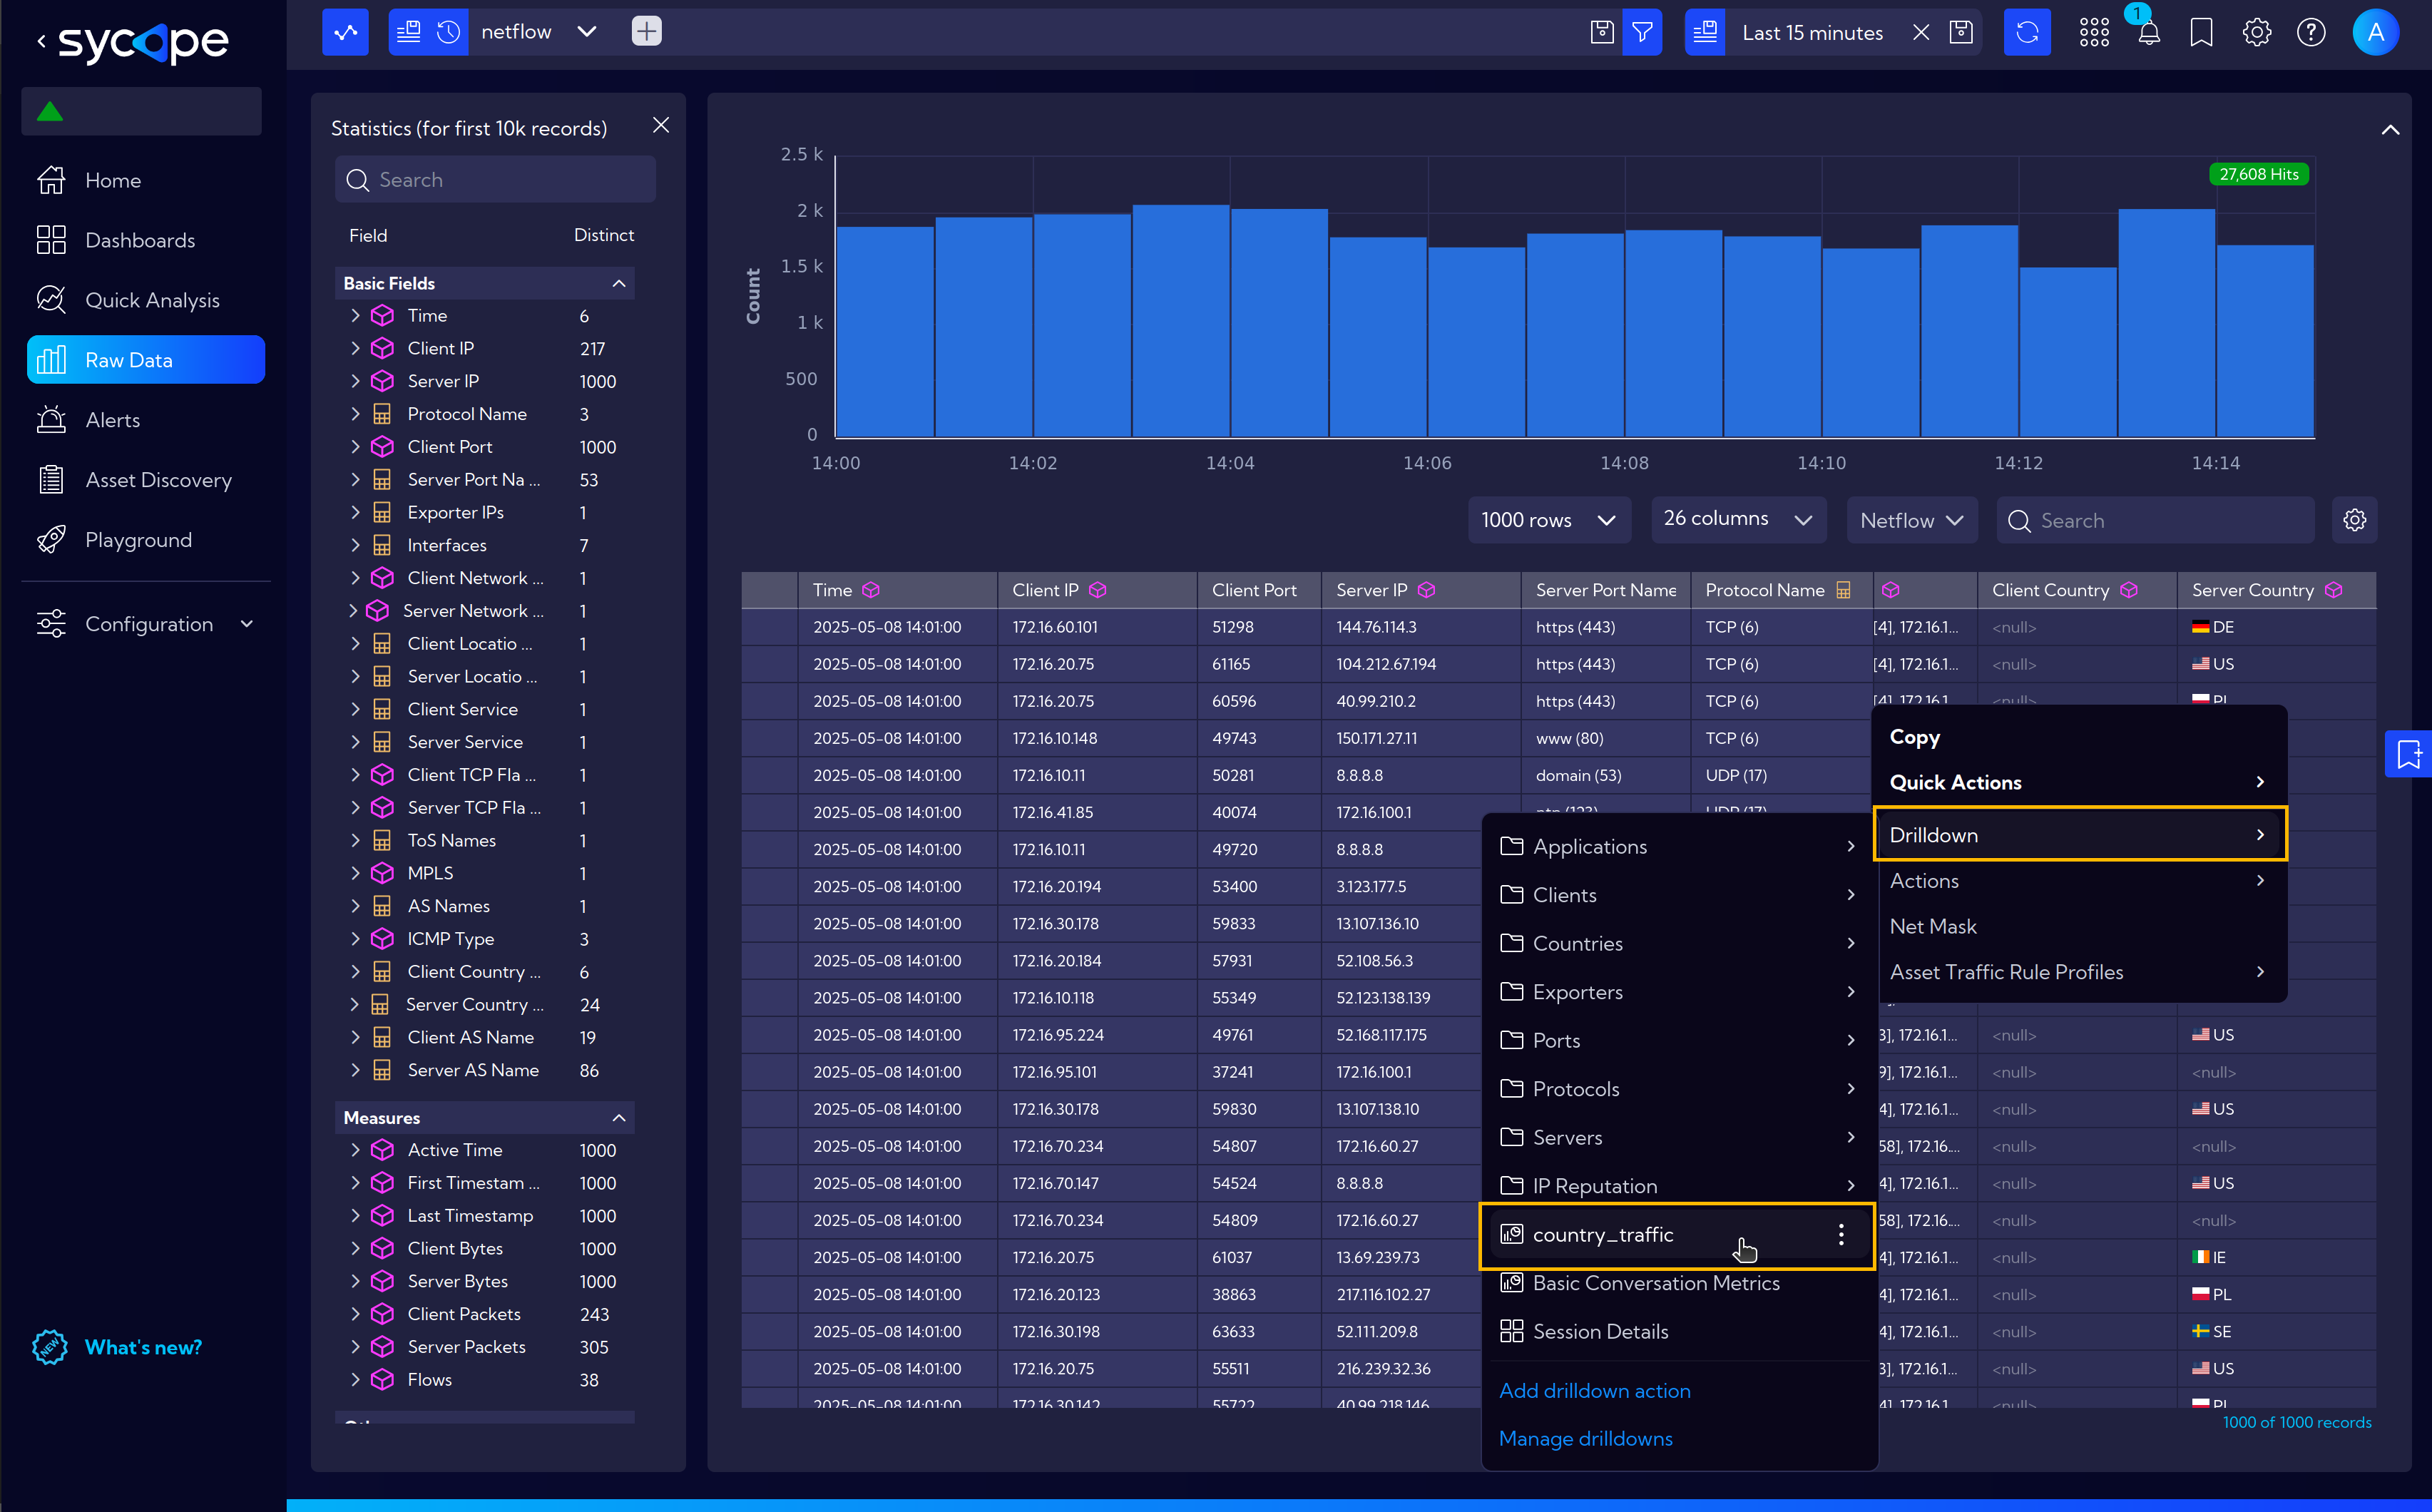 sycope
netflow
Last 15 minutes
1
A
Home
Dashboards
Quick Analysis
Raw Data
Alerts
Asset Discovery
Playground
Configuration
NEW What's new?
Statistics (for first 10k records)
Search
Field Distinct
Basic Fields
Time 6
Client IP 217
Server IP 1000
Protocol Name 3
Client Port 1000
Server Port Na ... 53
Exporter IPs 1
Interfaces 7
Client Network ... 1
Server Network ... 1
Client Locatio ... 1
Server Locatio ... 1
Client Service 1
Server Service 1
Client TCP Fla ... 1
Server TCP Fla ... 1
ToS Names 1
MPLS 1
AS Names 1
ICMP Type 3
Client Country ... 6
Server Country ... 24
Client AS Name 19
Server AS Name 86
Measures
Active Time 1000
First Timestam ... 1000
Last Timestamp 1000
Client Bytes 1000
Server Bytes 1000
Client Packets 243
Server Packets 305
Flows 38
27,608 Hits
Count
2.5 k
2 k
1.5 k
1 k
500
0
14:00 14:02 14:04 14:06 14:08 14:10 14:12 14:14
1000 rows 26 columns Netflow Search
Time Client IP Client Port Server IP Server Port Name Protocol Name Client Country Server Country
2025-05-08 14:01:00 172.16.60.101 51298 144.76.114.3 https (443) TCP (6) [4], 172.16.1... <null> DE
2025-05-08 14:01:00 172.16.20.75 61165 104.212.67.194 https (443) TCP (6) [4], 172.16.1... <null> US
2025-05-08 14:01:00 172.16.20.75 60596 40.99.210.2 https (443) TCP (6) [4], 172.16.1 <null> PL
2025-05-08 14:01:00 172.16.10.148 49743 150.171.27.11 www (80) TCP (6)
2025-05-08 14:01:00 172.16.10.11 50281 8.8.8.8 domain (53) UDP (17)
2025-05-08 14:01:00 172.16.41.85 40074 172.16.100.1 ntp (123) UDP (17)
2025-05-08 14:01:00 172.16.10.11 49720 8.8.8.8
2025-05-08 14:01:00 172.16.20.194 53400 3.123.177.5
2025-05-08 14:01:00 172.16.30.178 59833 13.107.136.10
2025-05-08 14:01:00 172.16.20.184 57931 52.108.56.3
2025-05-08 14:01:00 172.16.10.118 55349 52.123.138.139
2025-05-08 14:01:00 172.16.95.224 49761 52.168.117.175 3], 172.16.1... <null> US
2025-05-08 14:01:00 172.16.95.101 37241 172.16.100.1 9], 172.16.1... <null> <null>
2025-05-08 14:01:00 172.16.30.178 59830 13.107.138.10 4], 172.16.1... <null> US
2025-05-08 14:01:00 172.16.70.234 54807 172.16.60.27 58], 172.16.... <null> <null>
2025-05-08 14:01:00 172.16.70.147 54524 8.8.8.8 4], 172.16.1... <null> US
2025-05-08 14:01:00 172.16.70.234 54809 172.16.60.27 58], 172.16.... <null> <null>
2025-05-08 14:01:00 172.16.20.75 61037 13.69.239.73 4], 172.16.1... <null> IE
2025-05-08 14:01:00 172.16.20.123 38863 217.116.102.27 4], 172.16.1... <null> PL
2025-05-08 14:01:00 172.16.30.198 63633 52.111.209.8 4], 172.16.1... <null> SE
2025-05-08 14:01:00 172.16.20.75 55511 216.239.32.36 3], 172.16.1... <null> US
2025-05-08 14:01:00 172.16.30.142 55722 40.99.218.146 4], 172.16.1 <null> PL
1000 of 1000 records
Copy
Quick Actions
Drilldown
Actions
Net Mask
Asset Traffic Rule Profiles
Applications
Clients
Countries
Exporters
Ports
Protocols
Servers
IP Reputation
country_traffic
Basic Conversation Metrics
Session Details
Add drilldown action
Manage drilldowns